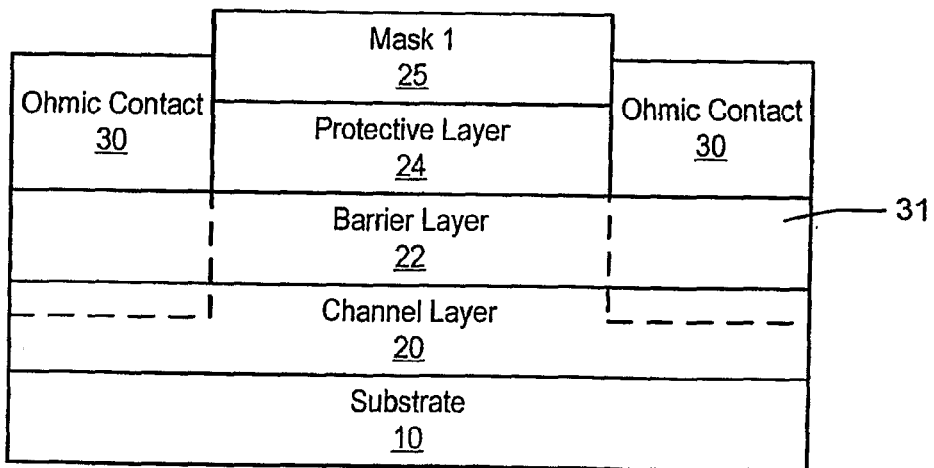 Mask 1
25
Ohmic Contact
30
Protective Layer
24
Ohmic Contact
30
Barrier Layer
22
31
Channel Layer
20
Substrate
10